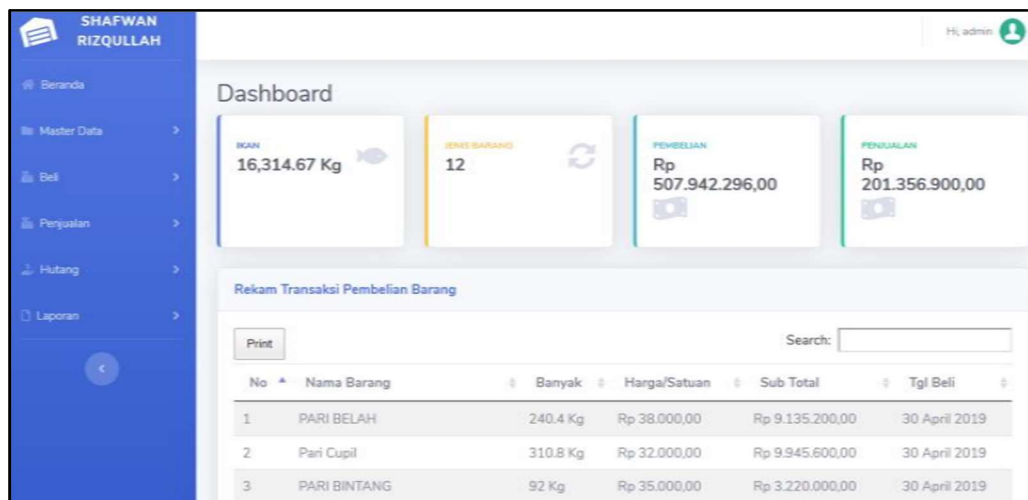 SHAFWAN
RIZQULLAH
Hi, admin
Beranda
Master Data
Beli
Penjualan
Hutang
Laporan
Dashboard
IKAN
16,314.67 Kg
JENIS BARANG
12
PEMBELIAN
Rp
507.942.296,00
PENJUALAN
Rp
201.356.900,00
Rekam Transaksi Pembelian Barang
Print
Search:
No Nama Barang Banyak Harga/Satuan Sub Total Tgl Beli
1 PARI BELAH 240.4 Kg Rp 38.000,00 Rp 9.135.200,00 30 April 2019
2 Pari Cupil 310.8 Kg Rp 32.000,00 Rp 9.945.600,00 30 April 2019
3 PARI BINTANG 92 Kg Rp 35.000,00 Rp 3.220.000,00 30 April 2019